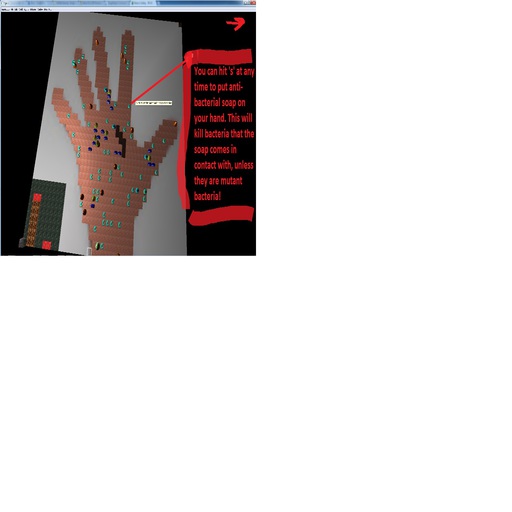 You can hit 's' at any
time to put anti-
bacterial soap on
your hand. This will
kill bacteria that the
soap comes in
contact with, unless
they are mutant
bacteria!